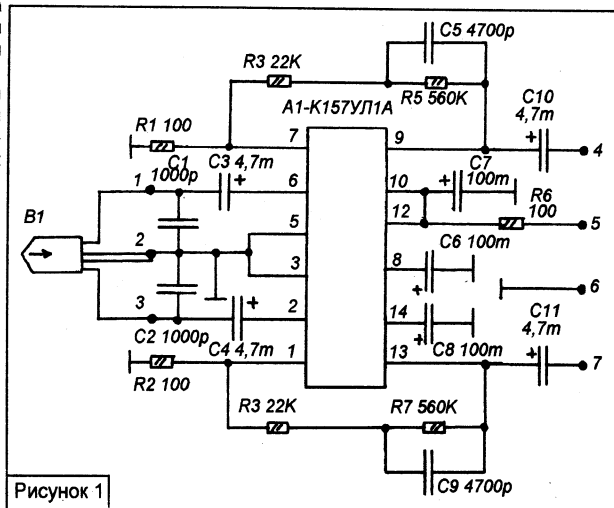 C5 4700p
R3 22K
R5 560K
A1-К157УЛ1А
C10
4,7m
R1 100
7
9
4
C1
1000p
C3 4,7m
+
C7
100m
+
+
1
6
10
R6
100
B1
5
12
5
2
3
8
C6 100m
+
6
3
2
14
C11
4,7m
+
C2 1000p
C4 4,7m
+
C8 100m
1
13
+
7
R2 100
R3 22K
R7 560K
C9 4700p
Рисунок 1